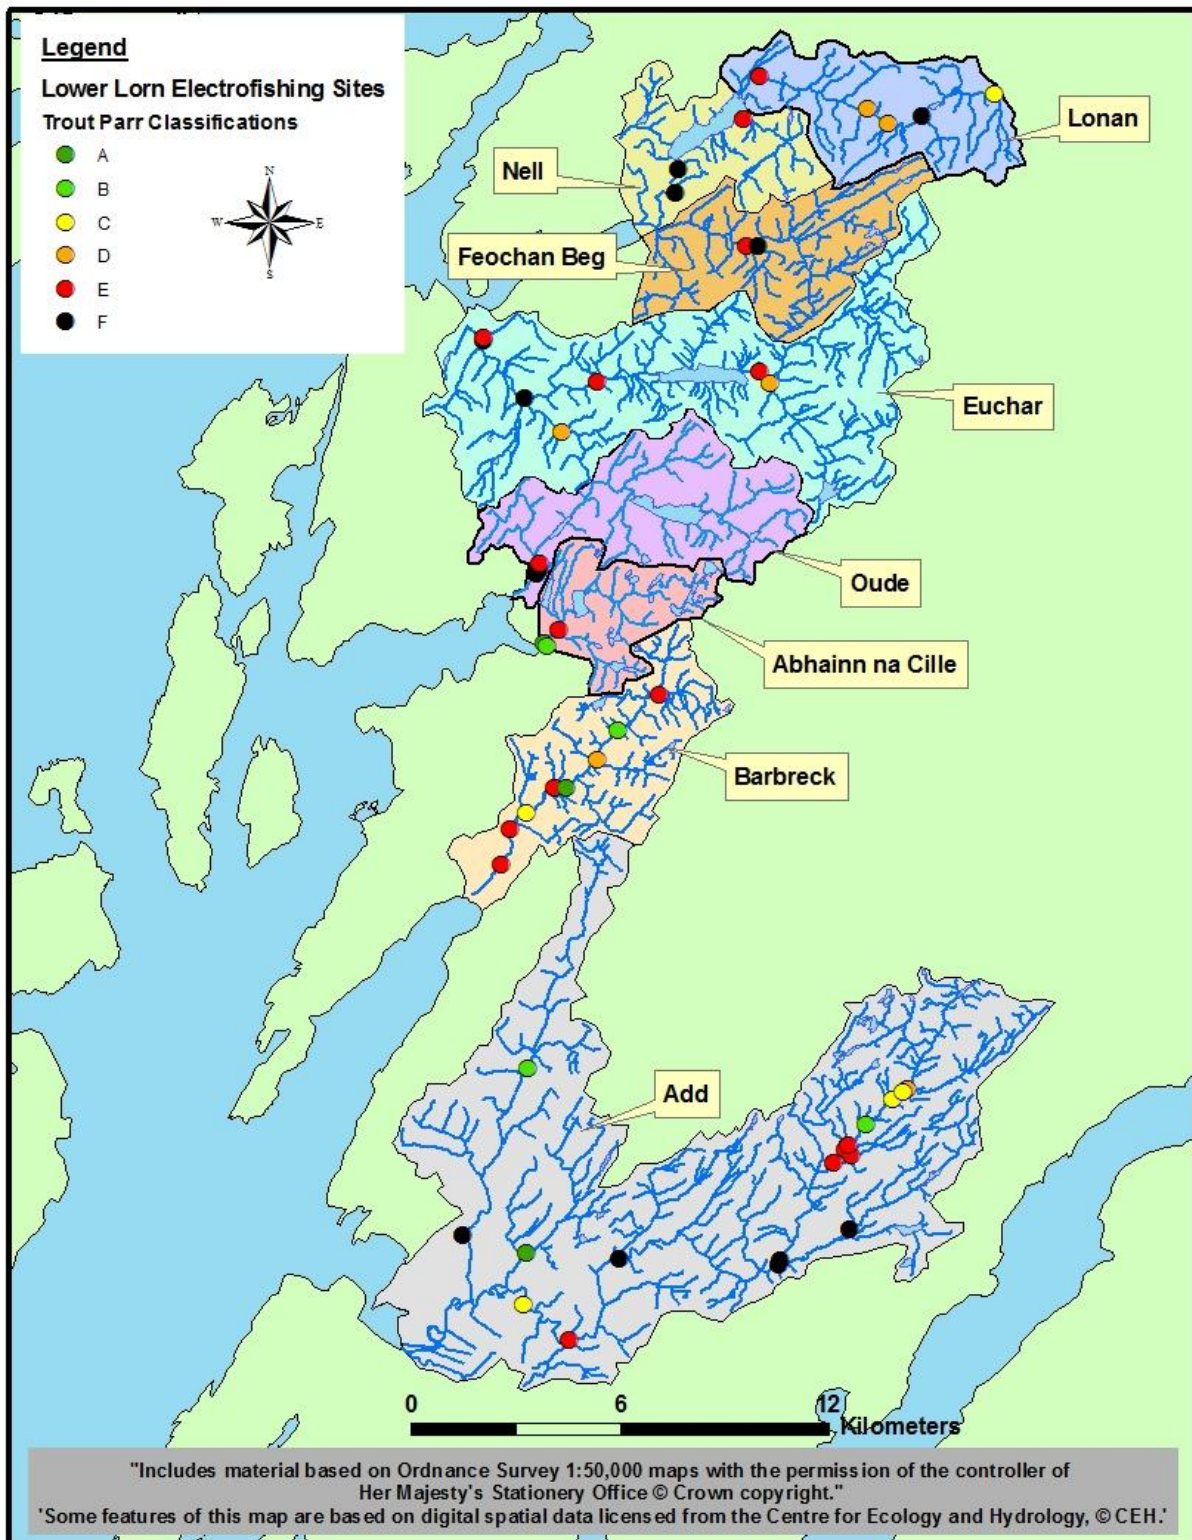 Legend
Lower Lorn Electrofishing Sites
Trout Parr Classifications
A
B
C
D
E
F
N
W
E
S
Lonan
Nell
Feochan Beg
Euchar
Oude
Abhainn na Cille
Barbreck
Add
0 6 12
Kilometers
"Includes material based on Ordnance Survey 1:50,000 maps with the permission of the controller of
Her Majesty's Stationery Office © Crown copyright."
'Some features of this map are based on digital spatial data licensed from the Centre for Ecology and Hydrology, © CEH.'